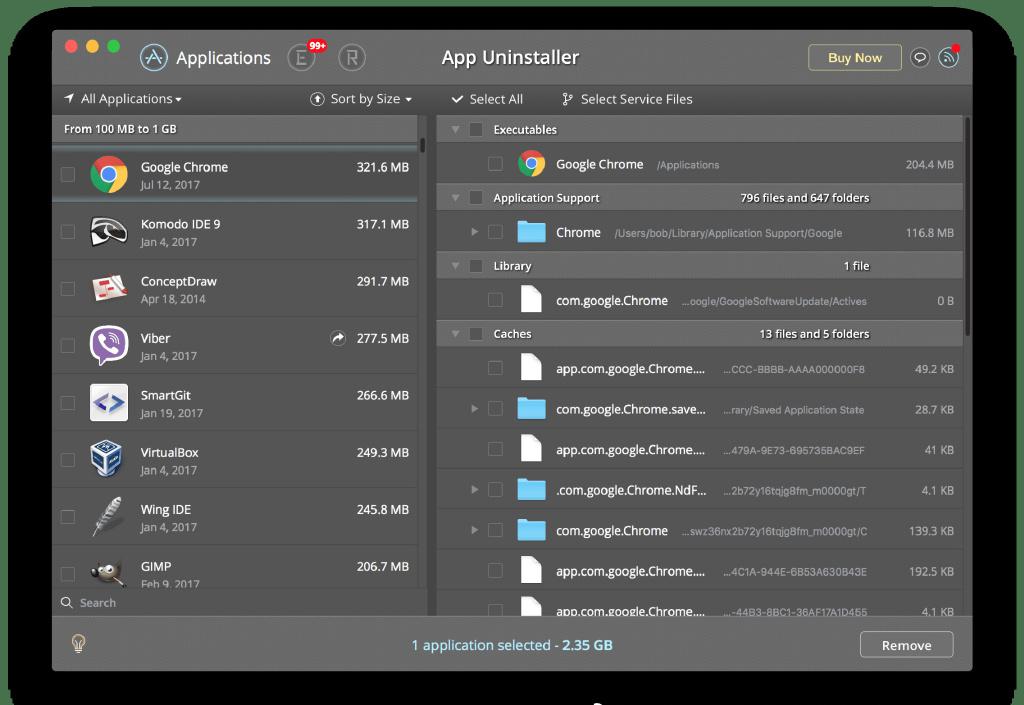 Applications
E
99+
R
App Uninstaller
Buy Now
All Applications
Sort by Size
Select All
Select Service Files
From 100 MB to 1 GB
Google Chrome 321.6 MB
Jul 12, 2017
Komodo IDE 9 317.1 MB
Jan 4, 2017
ConceptDraw 291.7 MB
Apr 18, 2014
Viber 277.5 MB
Jan 4, 2017
SmartGit 266.6 MB
Jan 19, 2017
VirtualBox 249.3 MB
Jan 4, 2017
Wing IDE 245.8 MB
Jan 4, 2017
GIMP 206.7 MB
Feb 9, 2017
Search
Executables
Google Chrome /Applications 204.4 MB
Application Support 796 files and 647 folders
Chrome /Users/bob/Library/Application Support/Google 116.8 MB
Library 1 file
com.google.Chrome ...oogle/GoogleSoftwareUpdate/Actives 0 B
Caches 13 files and 5 folders
app.com.google.Chrome.... ...CCC-BBBB-AAAA000000F8 49.2 KB
com.google.Chrome.save... ...rary/Saved Application State 28.7 KB
app.com.google.Chrome.... ...479A-9E73-695735BAC9EF 41 KB
.com.google.Chrome.NdF... ...2b72y16tqjg8fm_m0000gt/T 4.1 KB
com.google.Chrome ...swz36nx2b72y16tqjg8fm_m0000gt/C 139.3 KB
app.com.google.Chrome.... ...4C1A-944E-6B53A630B43E 192.5 KB
app.com.google.Chrome.... ...-44B3-8BC1-36AF17A1D455 4.1 KB
1 application selected - 2.35 GB
Remove